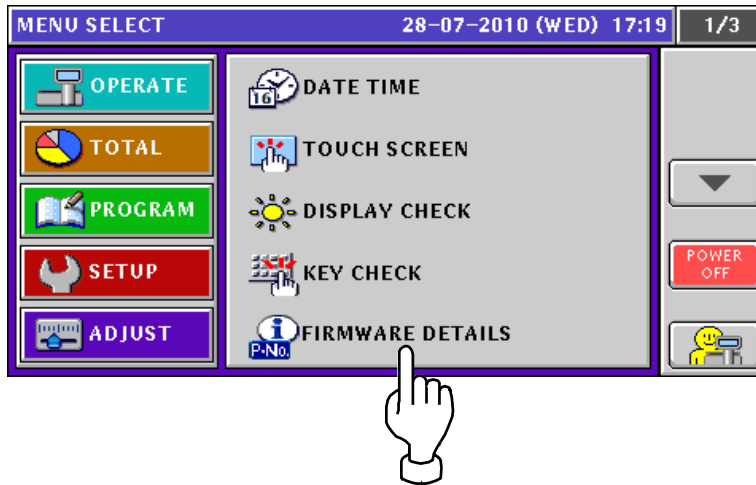 MENU SELECT 28-07-2010 (WED) 17:19 1/3
OPERATE
TOTAL
PROGRAM
SETUP
ADJUST
16 DATE TIME
TOUCH SCREEN
DISPLAY CHECK
KEY CHECK
P-No. FIRMWARE DETAILS
POWER
OFF